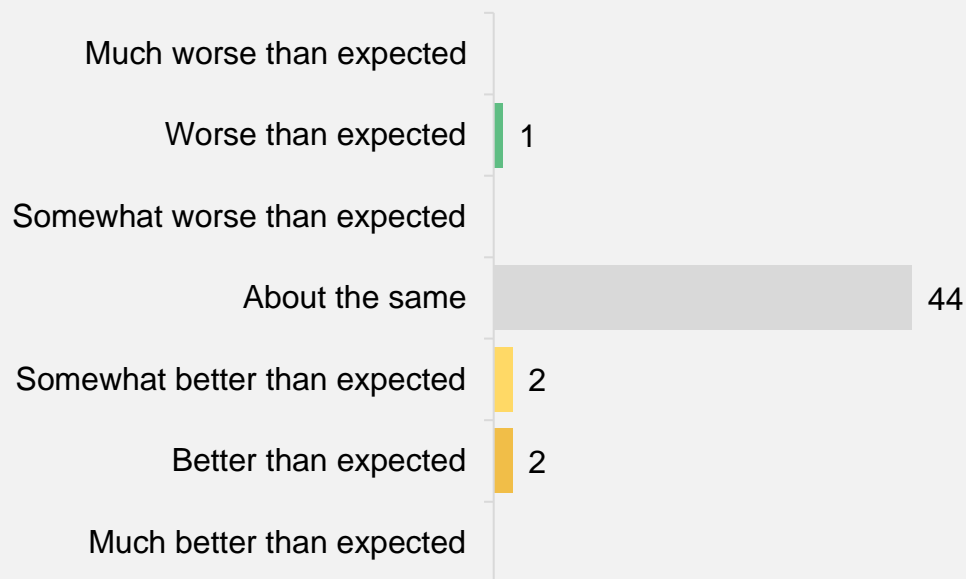 Much worse than expected
Worse than expected 1
Somewhat worse than expected
About the same 44
Somewhat better than expected 2
Better than expected 2
Much better than expected